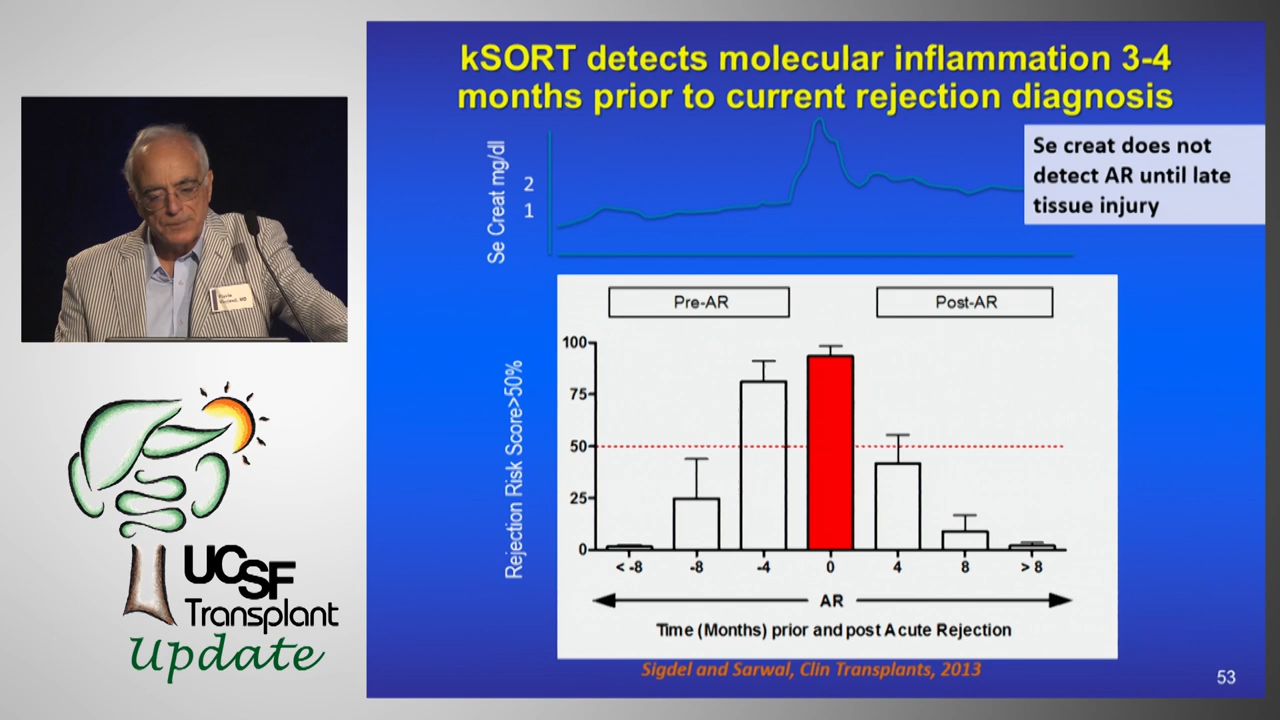 kSORT detects molecular inflammation 3-4
months prior to current rejection diagnosis
Se Creat mg/dl
2
1
Se creat does not
detect AR until late
tissue injury
Pre-AR
Post-AR
Rejection Risk Score>50%
100
75
50
25
0
< -8
-8
-4
0
4
8
> 8
AR
Time (Months) prior and post Acute Rejection
Sigdel and Sarwal, Clin Transplants, 2013
53
UCSF
Transplant
Update